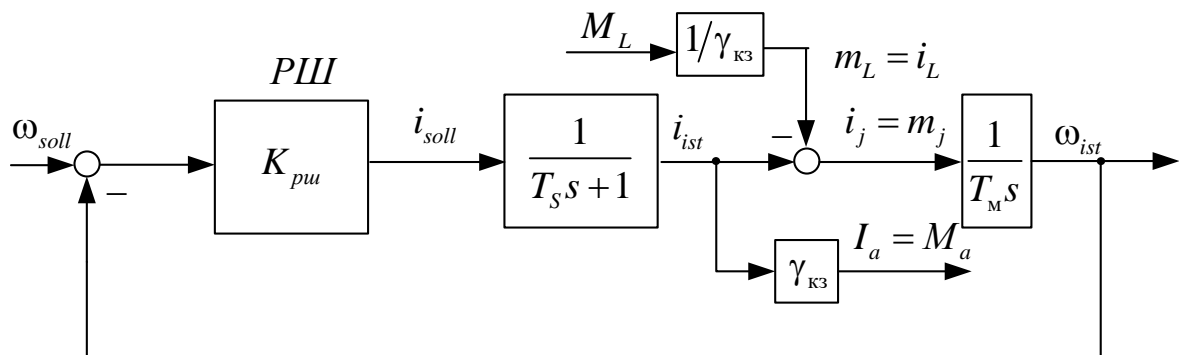 M_L
1/γ_кз
m_L = i_L
РШ
ω_soll
K_рш
i_soll
1
T_S s + 1
i_ist
−
i_j = m_j
1
T_м s
ω_ist
−
I_a = M_a
γ_кз